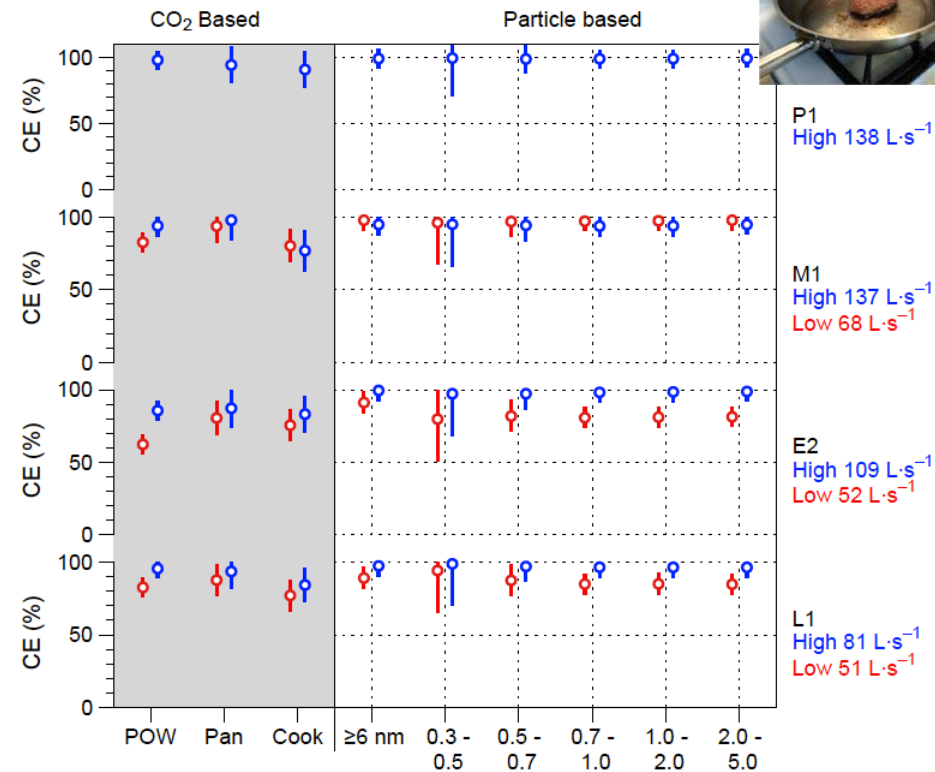 CO₂ Based Particle based
CE (%)
100
50
0
P1
High 138 L·s⁻¹
CE (%)
100
50
0
M1
High 137 L·s⁻¹
Low 68 L·s⁻¹
CE (%)
100
50
0
E2
High 109 L·s⁻¹
Low 52 L·s⁻¹
CE (%)
100
50
0
L1
High 81 L·s⁻¹
Low 51 L·s⁻¹
POW Pan Cook ≥6 nm 0.3 - 0.5 - 0.7 - 1.0 - 2.0 -
0.5 0.7 1.0 2.0 5.0